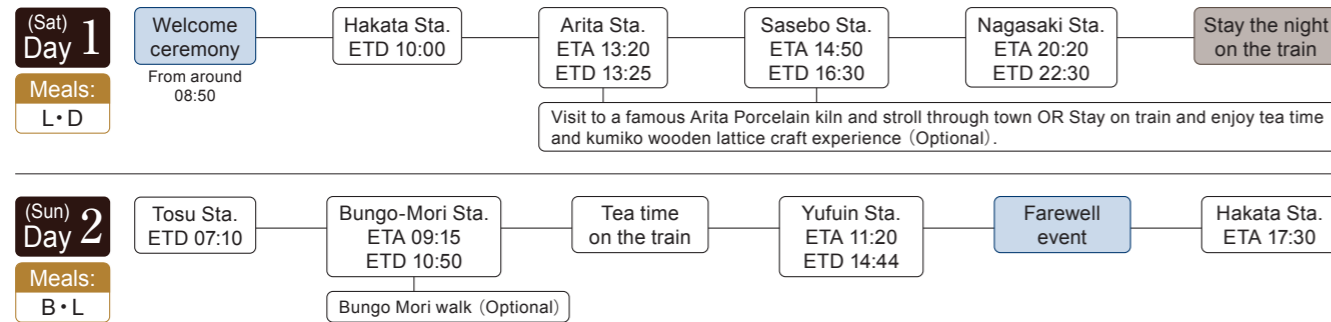 (Sat)
Day 1
Meals:
L・D
Welcome
ceremony
From around
08:50
Hakata Sta.
ETD 10:00
Arita Sta.
ETA 13:20
ETD 13:25
Sasebo Sta.
ETA 14:50
ETD 16:30
Nagasaki Sta.
ETA 20:20
ETD 22:30
Stay the night
on the train
Visit to a famous Arita Porcelain kiln and stroll through town OR Stay on train and enjoy tea time
and kumiko wooden lattice craft experience (Optional).
(Sun)
Day 2
Meals:
B・L
Tosu Sta.
ETD 07:10
Bungo-Mori Sta.
ETA 09:15
ETD 10:50
Bungo Mori walk (Optional)
Tea time
on the train
Yufuin Sta.
ETA 11:20
ETD 14:44
Farewell
event
Hakata Sta.
ETA 17:30